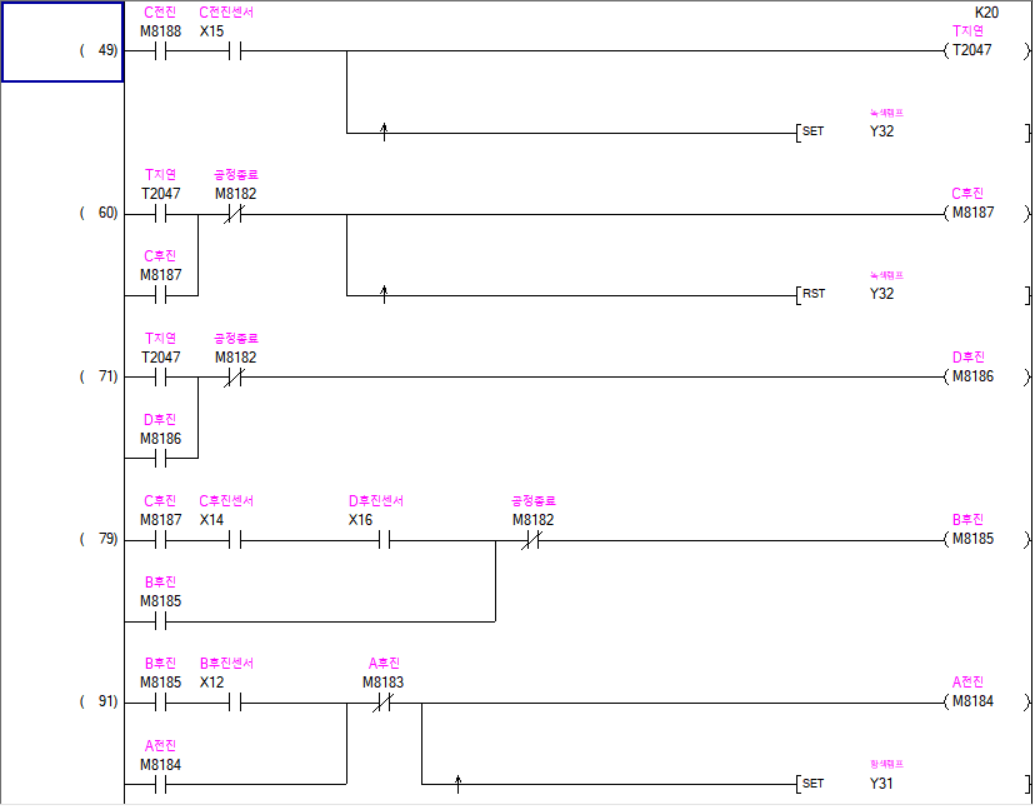 C전진 C전진센서 K20
M8188 X15 T지연
( 49) ( T2047 )
녹색램프
[SET Y32 ]
T지연 공정종료
T2047 M8182 C후진
( 60) ( M8187 )
C후진
M8187 녹색램프
[RST Y32 ]
T지연 공정종료
T2047 M8182 D후진
( 71) ( M8186 )
D후진
M8186
C후진 C후진센서 D후진센서 공정종료
M8187 X14 X16 M8182 B후진
( 79) ( M8185 )
B후진
M8185
B후진 B후진센서 A후진
M8185 X12 M8183 A전진
( 91) ( M8184 )
A전진
M8184 황색램프
[SET Y31 ]